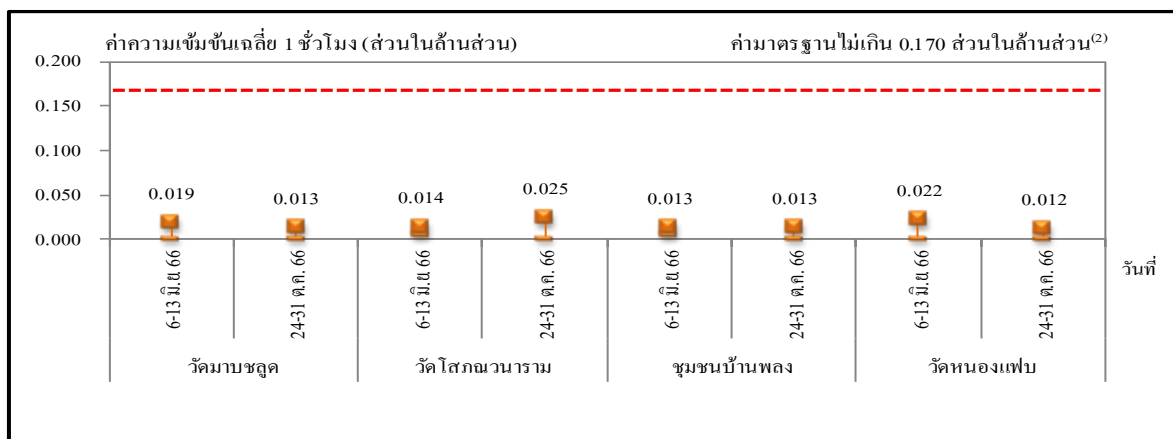 ค่าความเข้มข้นเฉลี่ย 1 ชั่วโมง (ส่วนในล้านส่วน) ค่ามาตรฐานไม่เกิน 0.170 ส่วนในล้านส่วน⁽²⁾
0.200
0.150
0.100
0.050
0.000
0.019 0.013 0.014 0.025 0.013 0.013 0.022 0.012
6-13 มิ.ย 66
24-31 ต.ค. 66
6-13 มิ.ย 66
24-31 ต.ค. 66
6-13 มิ.ย 66
24-31 ต.ค. 66
6-13 มิ.ย 66
24-31 ต.ค. 66
วันที่
วัดมาบชลูด วัดโสภณวนาราม ชุมชนบ้านพลง วัดหนองแฟบ